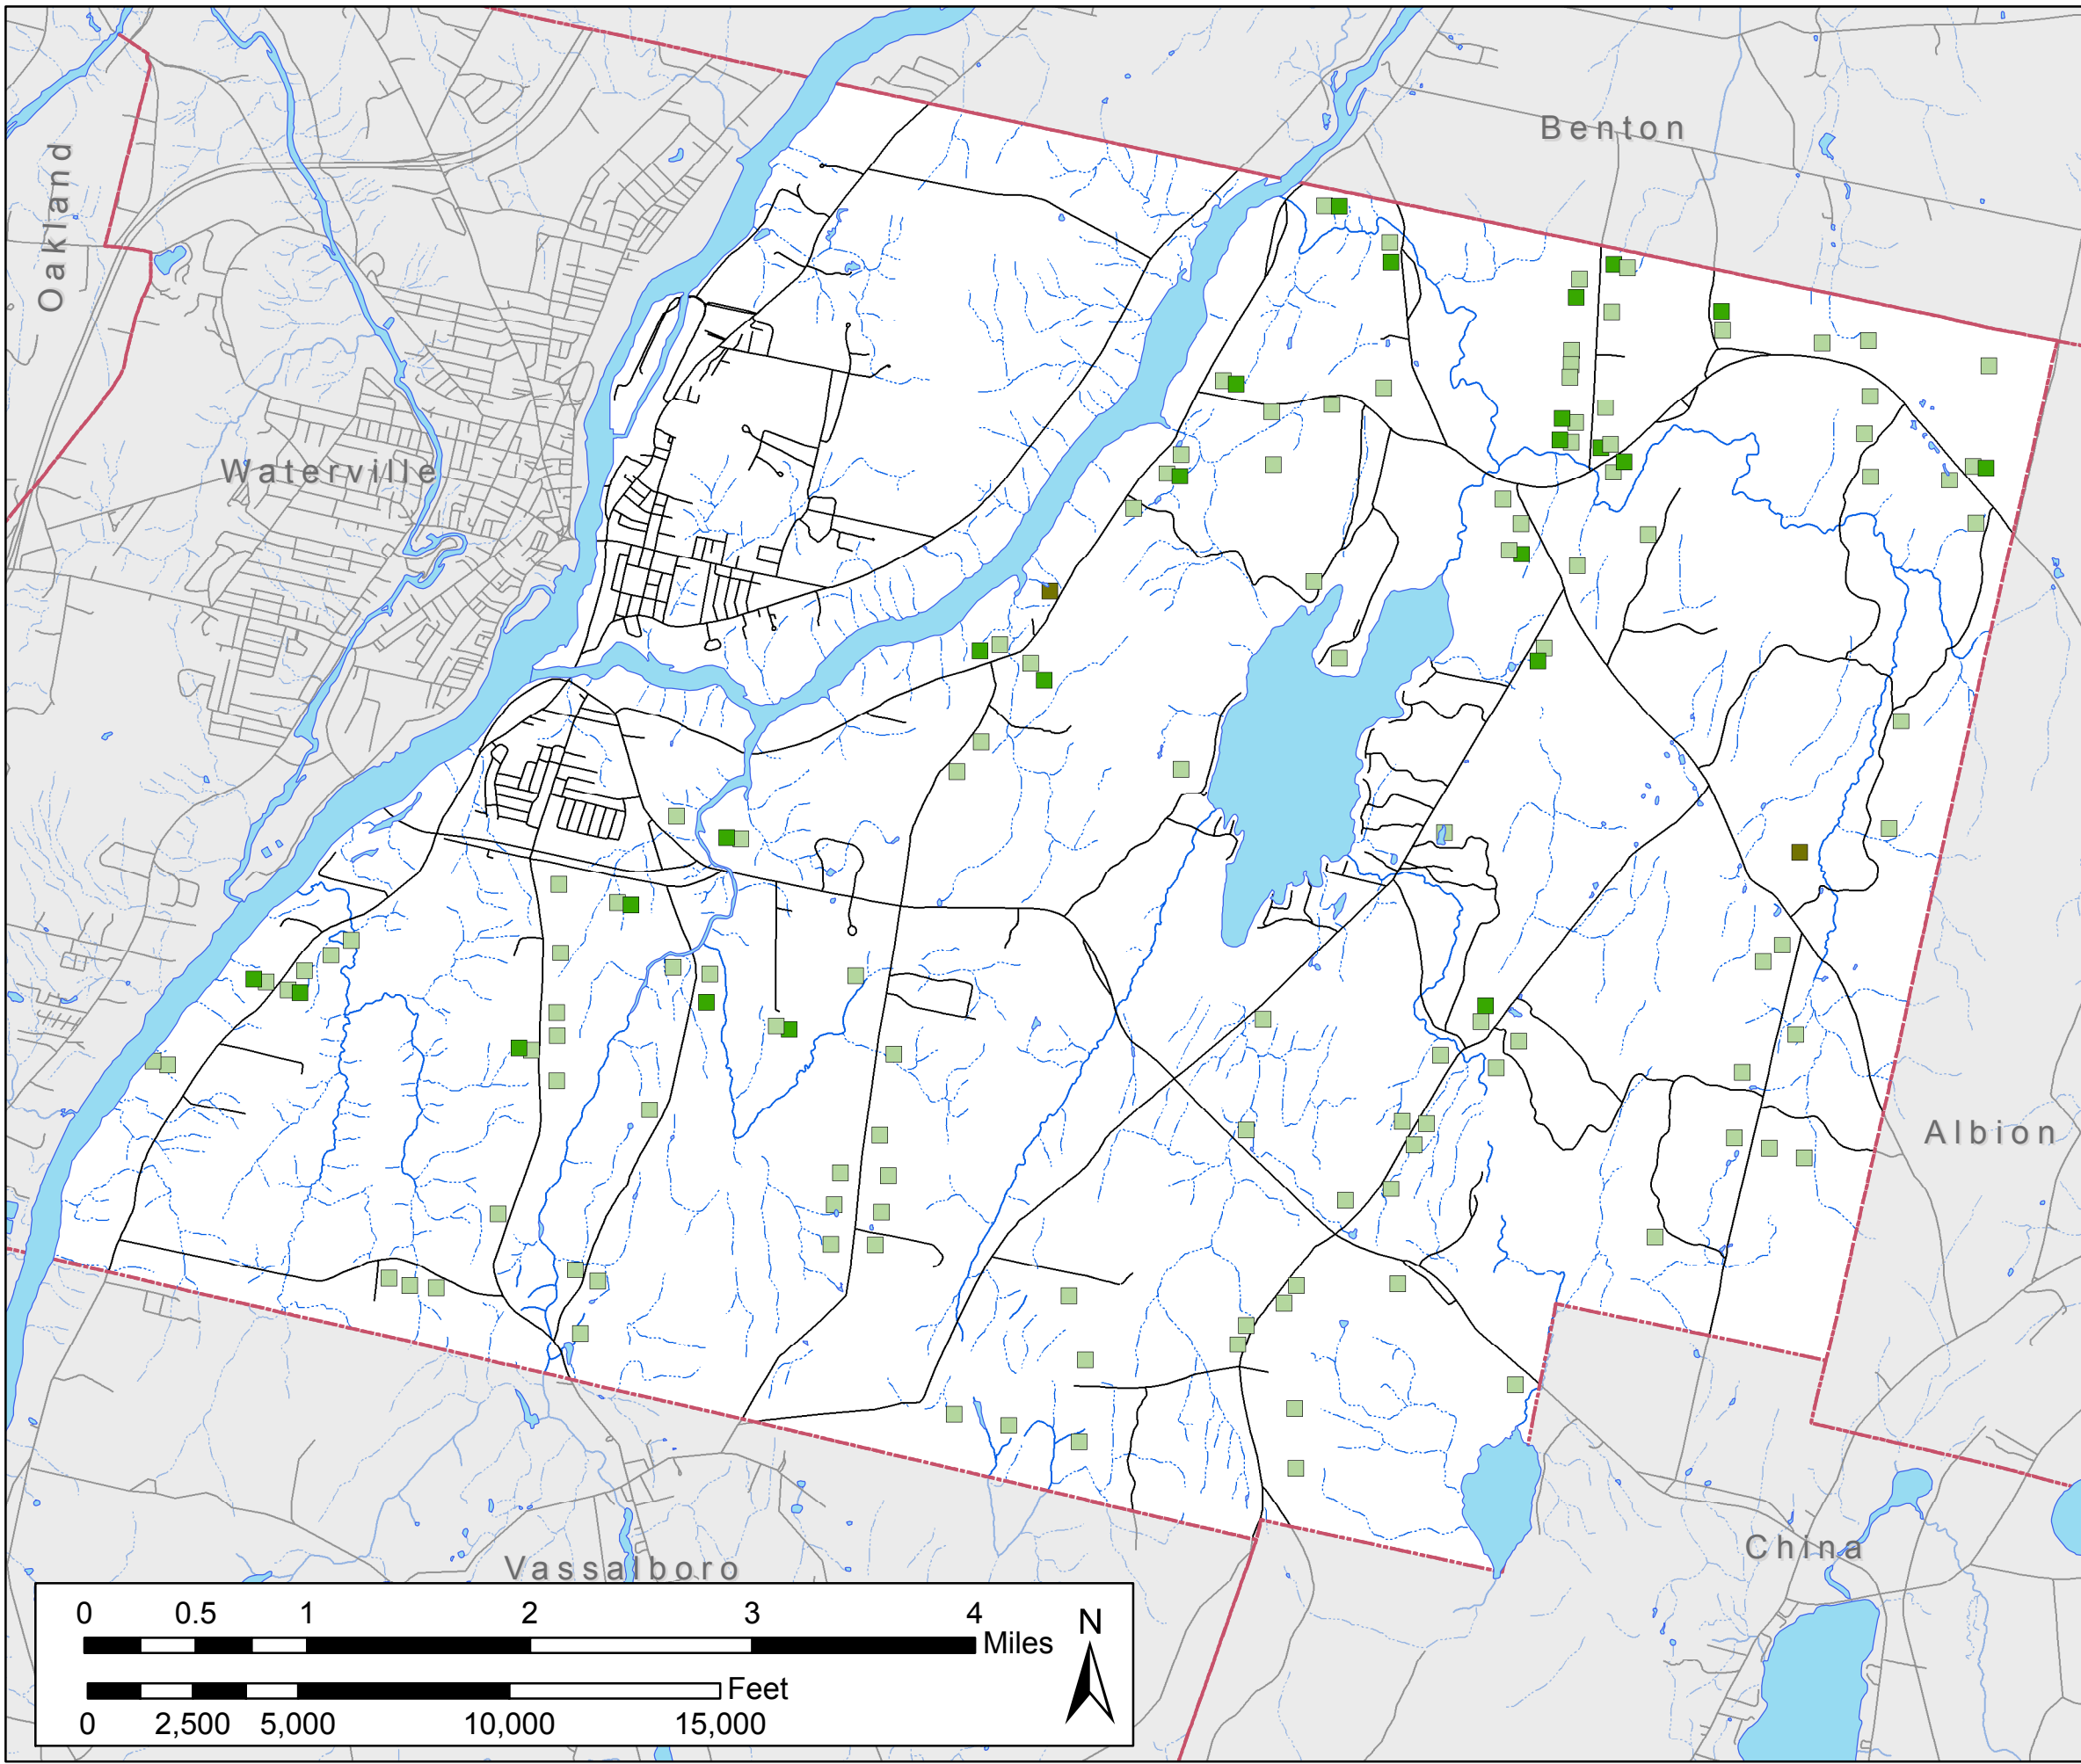 Benton
Oakland
Waterville
Albion
China
Vassalboro
0 0.5 1 2 3 4
Miles
N
Feet
0 2,500 5,000 10,000 15,000